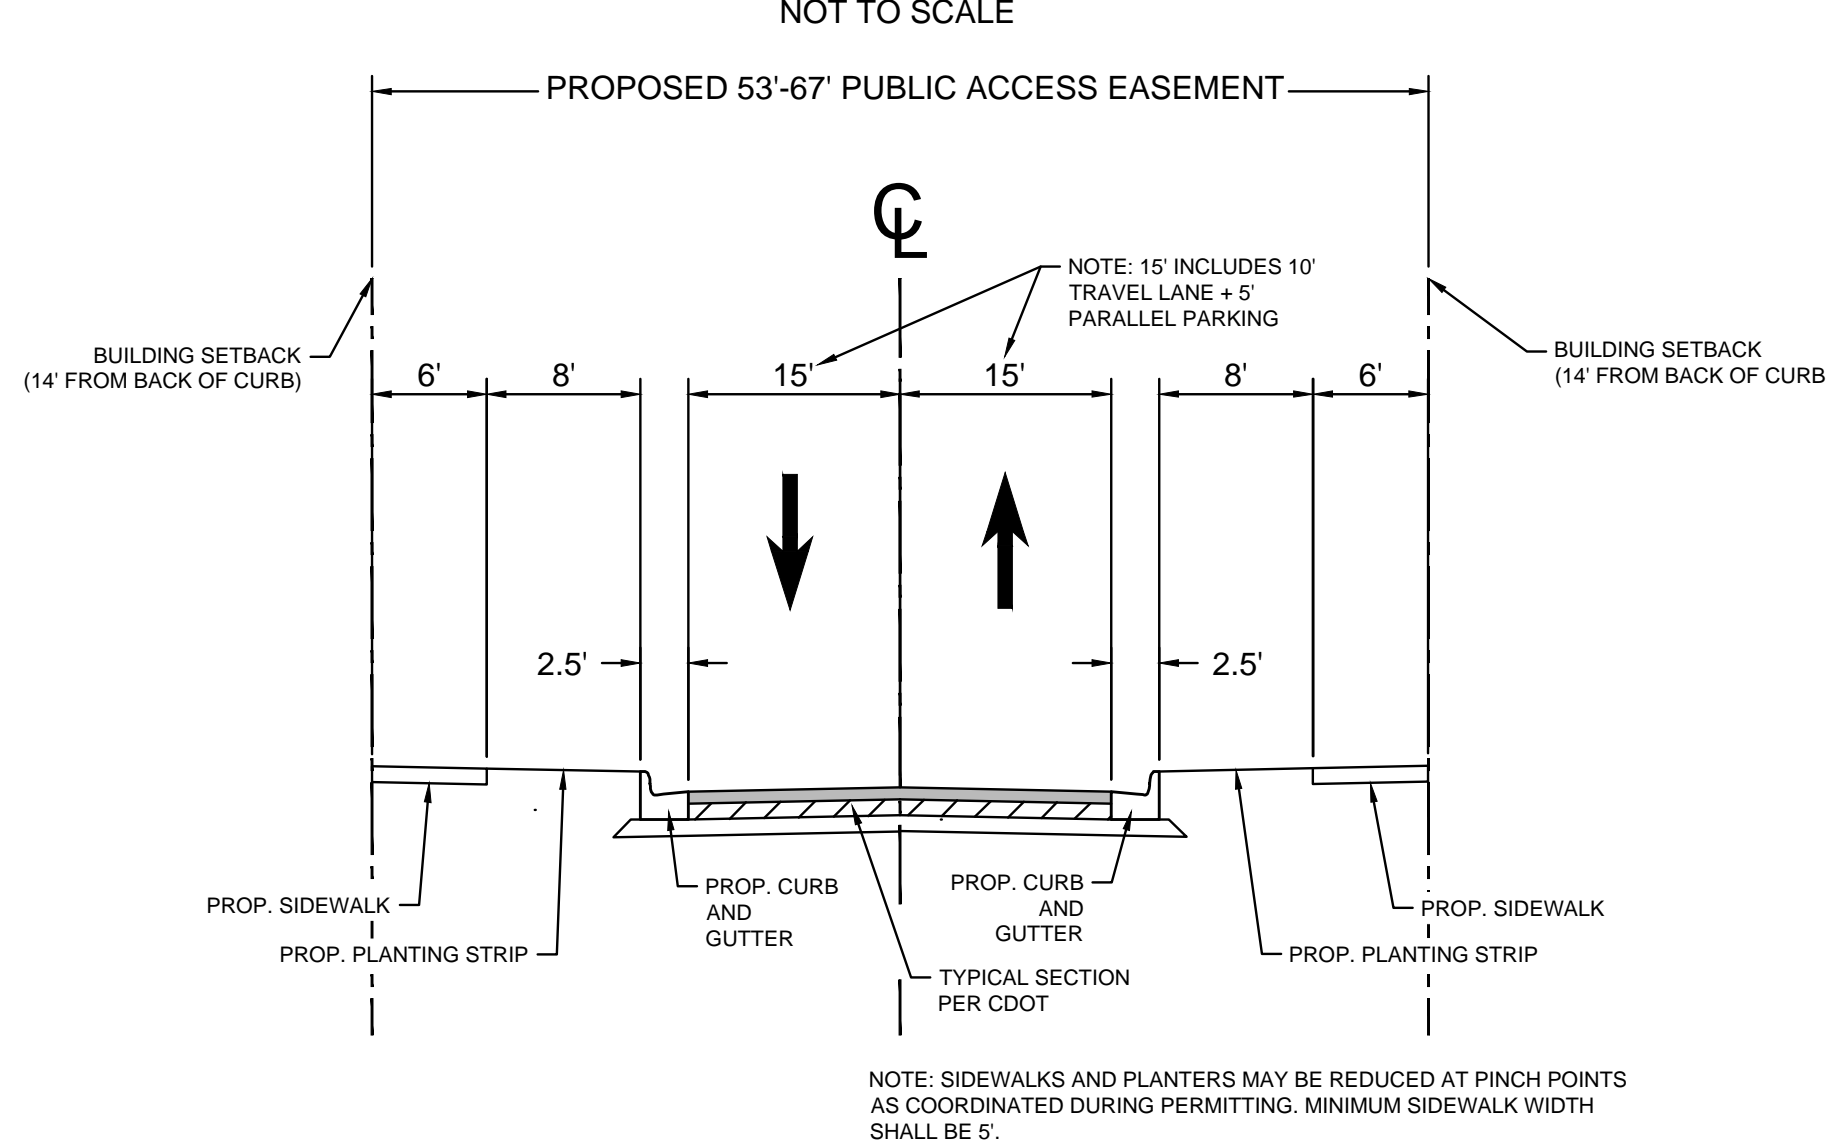 NOT TO SCALE
PROPOSED 53'-67' PUBLIC ACCESS EASEMENT
CL
NOTE: 15' INCLUDES 10'
TRAVEL LANE + 5'
PARALLEL PARKING
BUILDING SETBACK
(14' FROM BACK OF CURB)
BUILDING SETBACK
(14' FROM BACK OF CURB
6'
8'
15'
15'
8'
6'
2.5'
2.5'
PROP. SIDEWALK
PROP. PLANTING STRIP
PROP. CURB
AND
GUTTER
PROP. CURB
AND
GUTTER
TYPICAL SECTION
PER CDOT
PROP. SIDEWALK
PROP. PLANTING STRIP
NOTE: SIDEWALKS AND PLANTERS MAY BE REDUCED AT PINCH POINTS
AS COORDINATED DURING PERMITTING. MINIMUM SIDEWALK WIDTH
SHALL BE 5'.